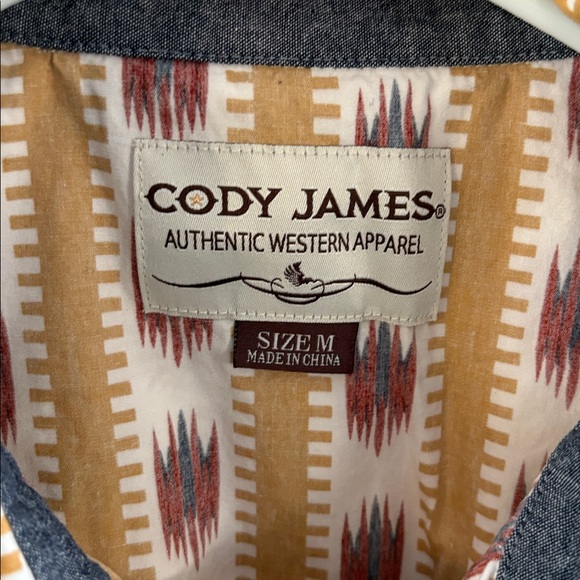 CODY JAMES®
AUTHENTIC WESTERN APPAREL
SIZE M
MADE IN CHINA